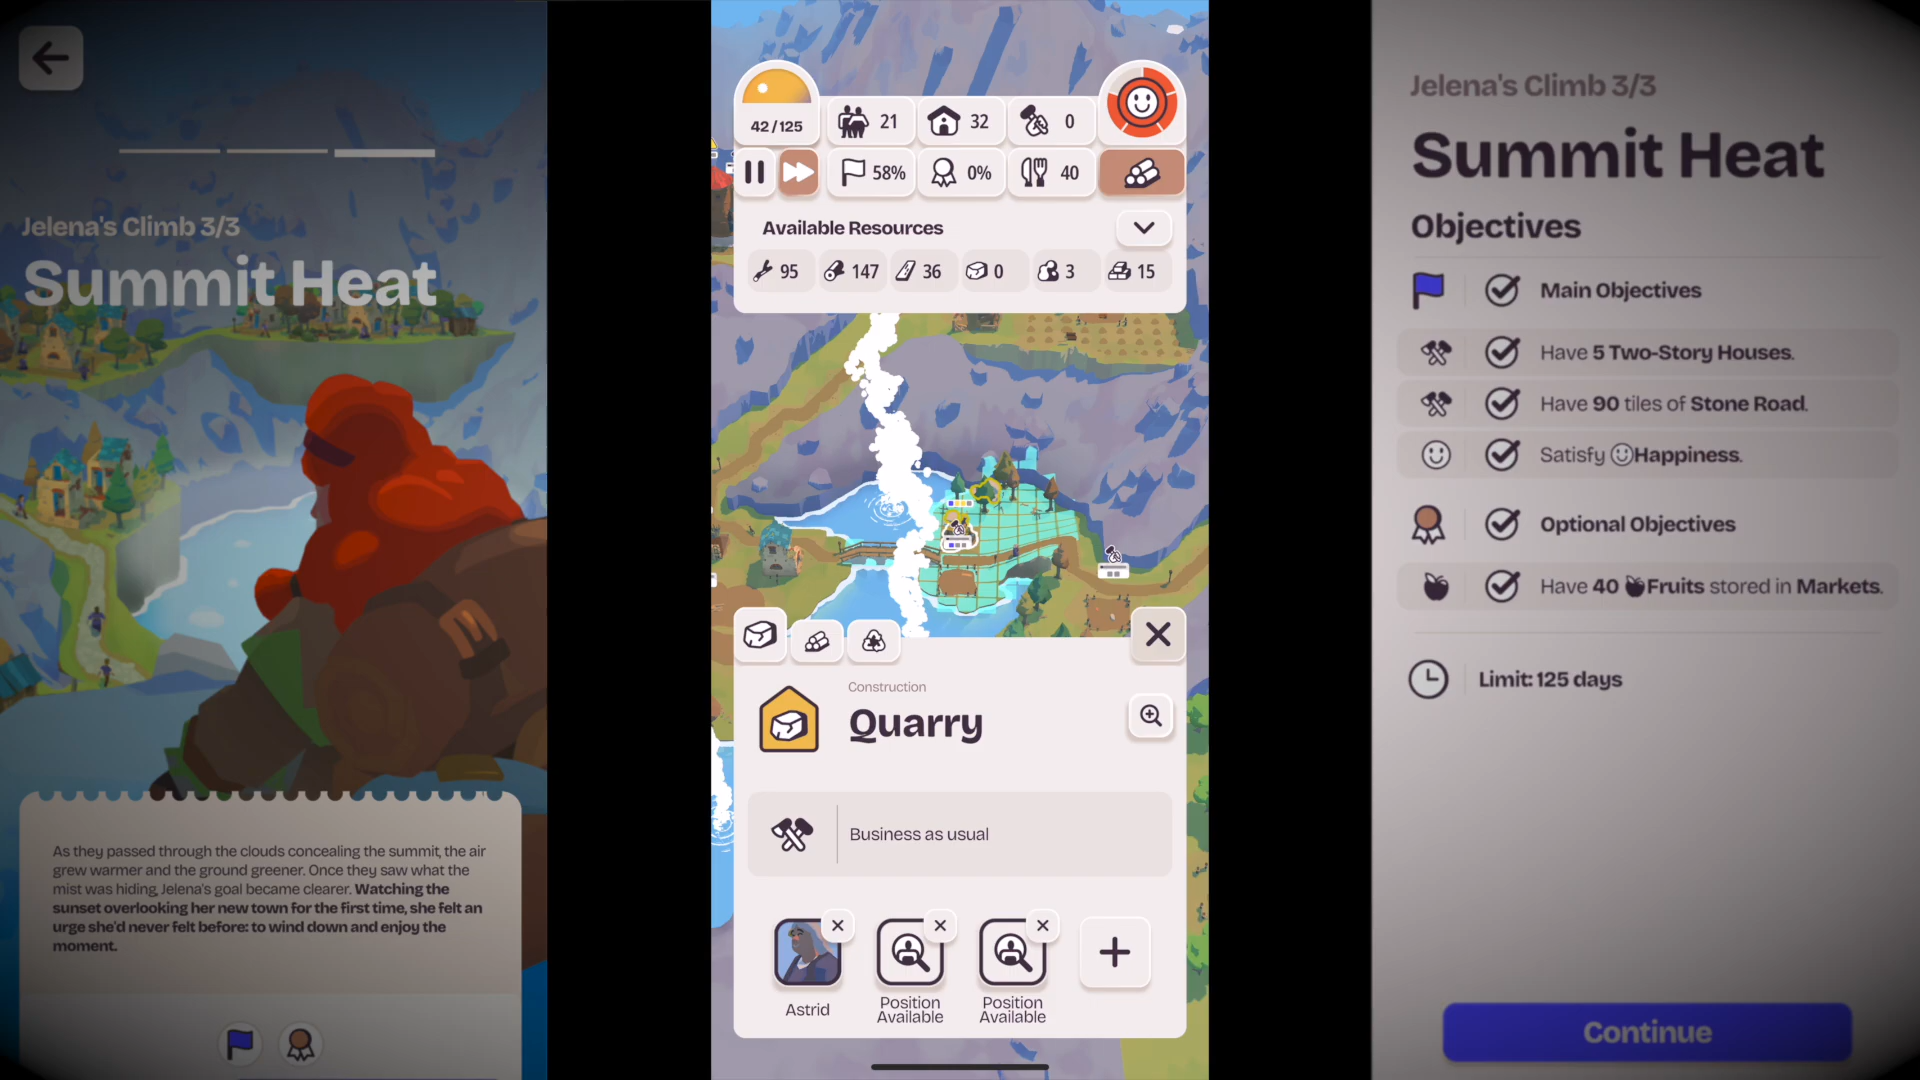 Jelena's Climb 3/3
Summit Heat
As they passed through the clouds concealing the summit, the air
grew warmer and the ground greener. Once they saw what the
mist was hiding, Jelena's goal became clearer. Watching the
sunset overlooking her new town for the first time, she felt an
urge she'd never felt before: to wind down and enjoy the
moment.
42/125
21
32
0
58%
0%
40
Available Resources
95
147
36
0
3
15
Construction
Quarry
Business as usual
Astrid
Position
Available
Position
Available
Jelena's Climb 3/3
Summit Heat
Objectives
Main Objectives
Have 5 Two-Story Houses.
Have 90 tiles of Stone Road.
Satisfy Happiness.
Optional Objectives
Have 40 Fruits stored in Markets.
Limit: 125 days
Continue